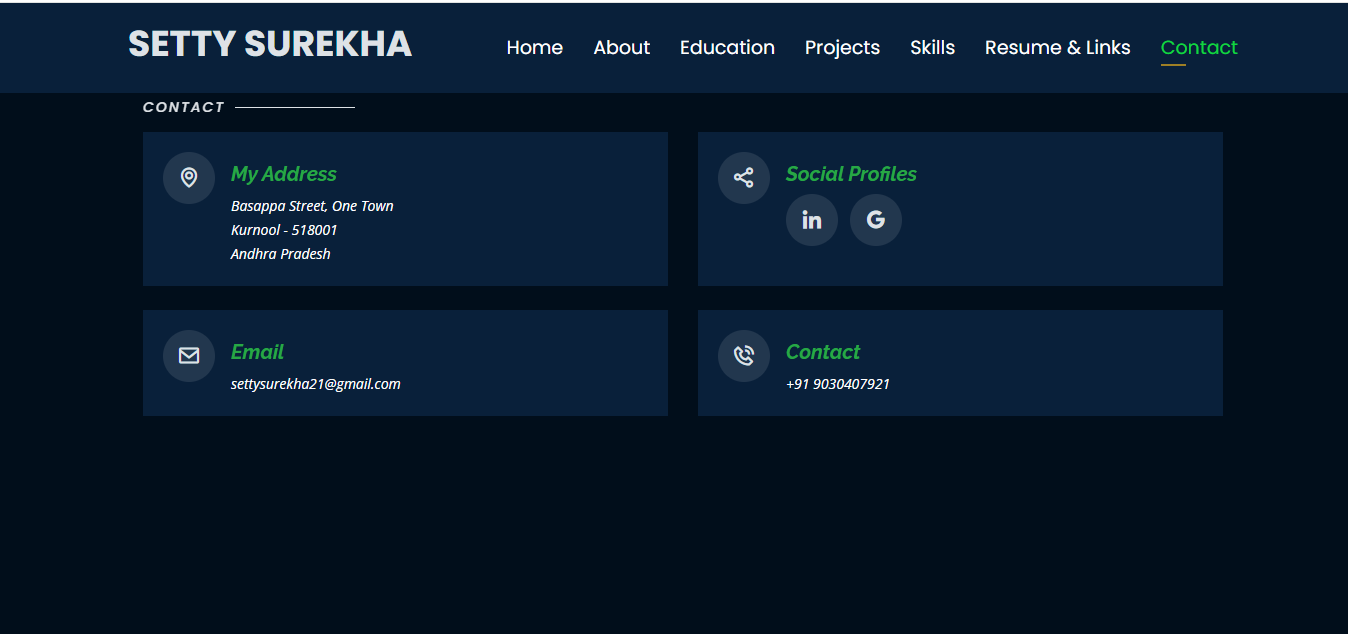 SETTY SUREKHA
Home About Education Projects Skills Resume & Links Contact
CONTACT
My Address
Basappa Street, One Town
Kurnool - 518001
Andhra Pradesh
Social Profiles
in G
Email
settysurekha21@gmail.com
Contact
+91 9030407921